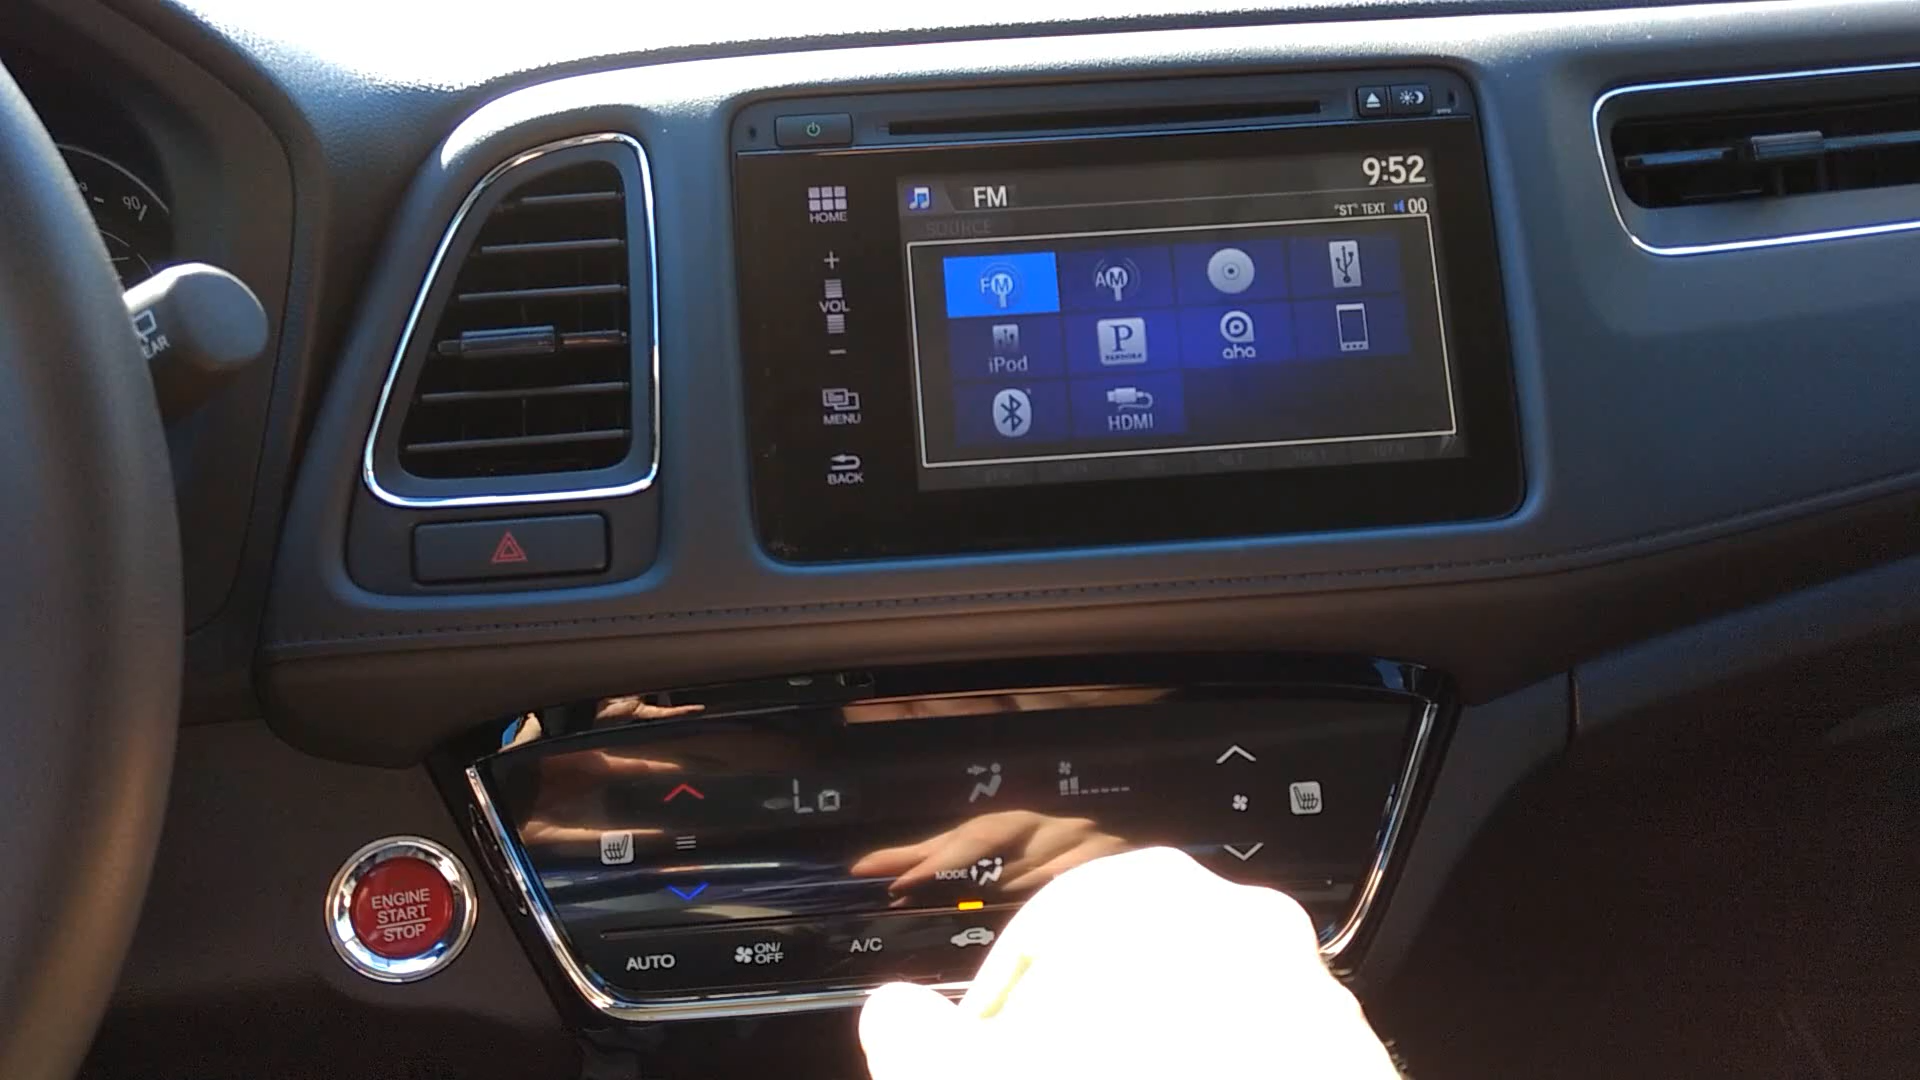 90
9:52
FM
"ST" TEXT 00
SOURCE
HOME
FM
AM
+
VOL
iPod
P
PANDORA
aha
−
MENU
HDMI
BACK
Lo
MODE
ENGINE
START
STOP
AUTO
ON/
OFF
A/C